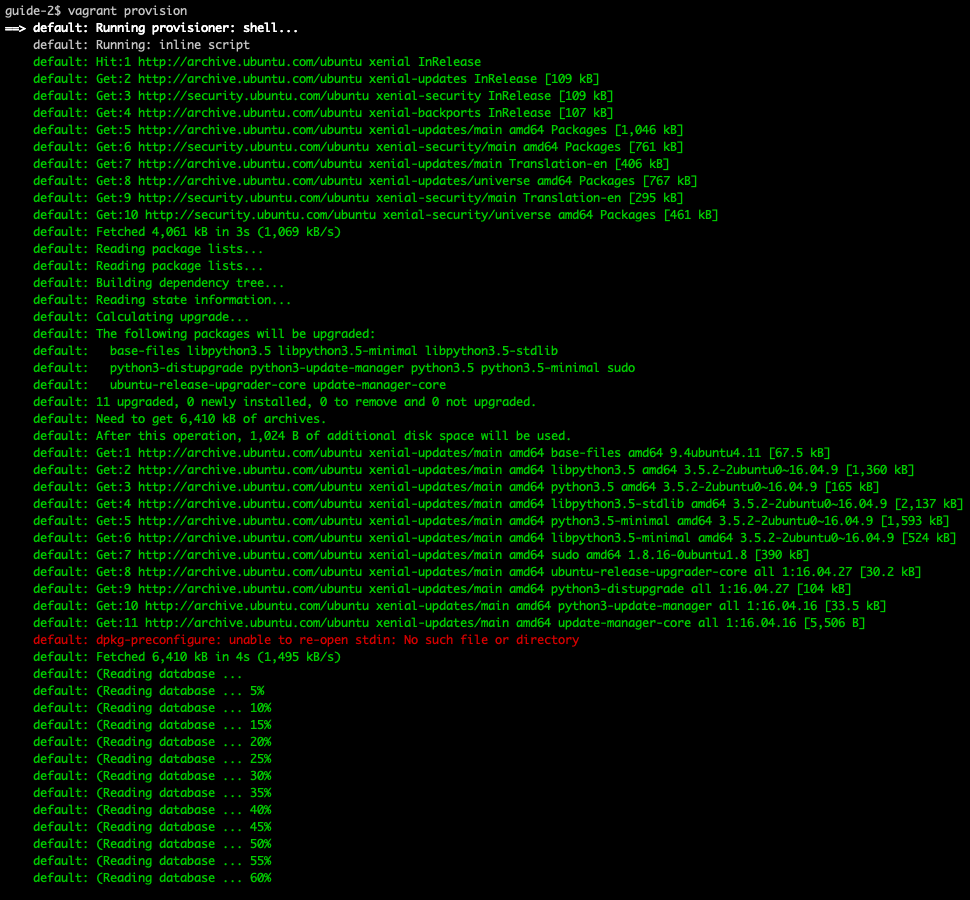 guide-2$ vagrant provision
==> default: Running provisioner: shell...
default: Running: inline script
default: Hit:1 http://archive.ubuntu.com/ubuntu xenial InRelease
default: Get:2 http://archive.ubuntu.com/ubuntu xenial-updates InRelease [109 kB]
default: Get:3 http://security.ubuntu.com/ubuntu xenial-security InRelease [109 kB]
default: Get:4 http://archive.ubuntu.com/ubuntu xenial-backports InRelease [107 kB]
default: Get:5 http://archive.ubuntu.com/ubuntu xenial-updates/main amd64 Packages [1,046 kB]
default: Get:6 http://security.ubuntu.com/ubuntu xenial-security/main amd64 Packages [761 kB]
default: Get:7 http://archive.ubuntu.com/ubuntu xenial-updates/main Translation-en [406 kB]
default: Get:8 http://archive.ubuntu.com/ubuntu xenial-updates/universe amd64 Packages [767 kB]
default: Get:9 http://security.ubuntu.com/ubuntu xenial-security/main Translation-en [295 kB]
default: Get:10 http://security.ubuntu.com/ubuntu xenial-security/universe amd64 Packages [461 kB]
default: Fetched 4,061 kB in 3s (1,069 kB/s)
default: Reading package lists...
default: Reading package lists...
default: Building dependency tree...
default: Reading state information...
default: Calculating upgrade...
default: The following packages will be upgraded:
default:   base-files libpython3.5 libpython3.5-minimal libpython3.5-stdlib
default:   python3-distupgrade python3-update-manager python3.5 python3.5-minimal sudo
default:   ubuntu-release-upgrader-core update-manager-core
default: 11 upgraded, 0 newly installed, 0 to remove and 0 not upgraded.
default: Need to get 6,410 kB of archives.
default: After this operation, 1,024 B of additional disk space will be used.
default: Get:1 http://archive.ubuntu.com/ubuntu xenial-updates/main amd64 base-files amd64 9.4ubuntu4.11 [67.5 kB]
default: Get:2 http://archive.ubuntu.com/ubuntu xenial-updates/main amd64 libpython3.5 amd64 3.5.2-2ubuntu0~16.04.9 [1,360 kB]
default: Get:3 http://archive.ubuntu.com/ubuntu xenial-updates/main amd64 python3.5 amd64 3.5.2-2ubuntu0~16.04.9 [165 kB]
default: Get:4 http://archive.ubuntu.com/ubuntu xenial-updates/main amd64 libpython3.5-stdlib amd64 3.5.2-2ubuntu0~16.04.9 [2,137 kB]
default: Get:5 http://archive.ubuntu.com/ubuntu xenial-updates/main amd64 python3.5-minimal amd64 3.5.2-2ubuntu0~16.04.9 [1,593 kB]
default: Get:6 http://archive.ubuntu.com/ubuntu xenial-updates/main amd64 libpython3.5-minimal amd64 3.5.2-2ubuntu0~16.04.9 [524 kB]
default: Get:7 http://archive.ubuntu.com/ubuntu xenial-updates/main amd64 sudo amd64 1.8.16-0ubuntu1.8 [390 kB]
default: Get:8 http://archive.ubuntu.com/ubuntu xenial-updates/main amd64 ubuntu-release-upgrader-core all 1:16.04.27 [30.2 kB]
default: Get:9 http://archive.ubuntu.com/ubuntu xenial-updates/main amd64 python3-distupgrade all 1:16.04.27 [104 kB]
default: Get:10 http://archive.ubuntu.com/ubuntu xenial-updates/main amd64 python3-update-manager all 1:16.04.16 [33.5 kB]
default: Get:11 http://archive.ubuntu.com/ubuntu xenial-updates/main amd64 update-manager-core all 1:16.04.16 [5,506 B]
default: dpkg-preconfigure: unable to re-open stdin: No such file or directory
default: Fetched 6,410 kB in 4s (1,495 kB/s)
default: (Reading database ...
default: (Reading database ... 5%
default: (Reading database ... 10%
default: (Reading database ... 15%
default: (Reading database ... 20%
default: (Reading database ... 25%
default: (Reading database ... 30%
default: (Reading database ... 35%
default: (Reading database ... 40%
default: (Reading database ... 45%
default: (Reading database ... 50%
default: (Reading database ... 55%
default: (Reading database ... 60%